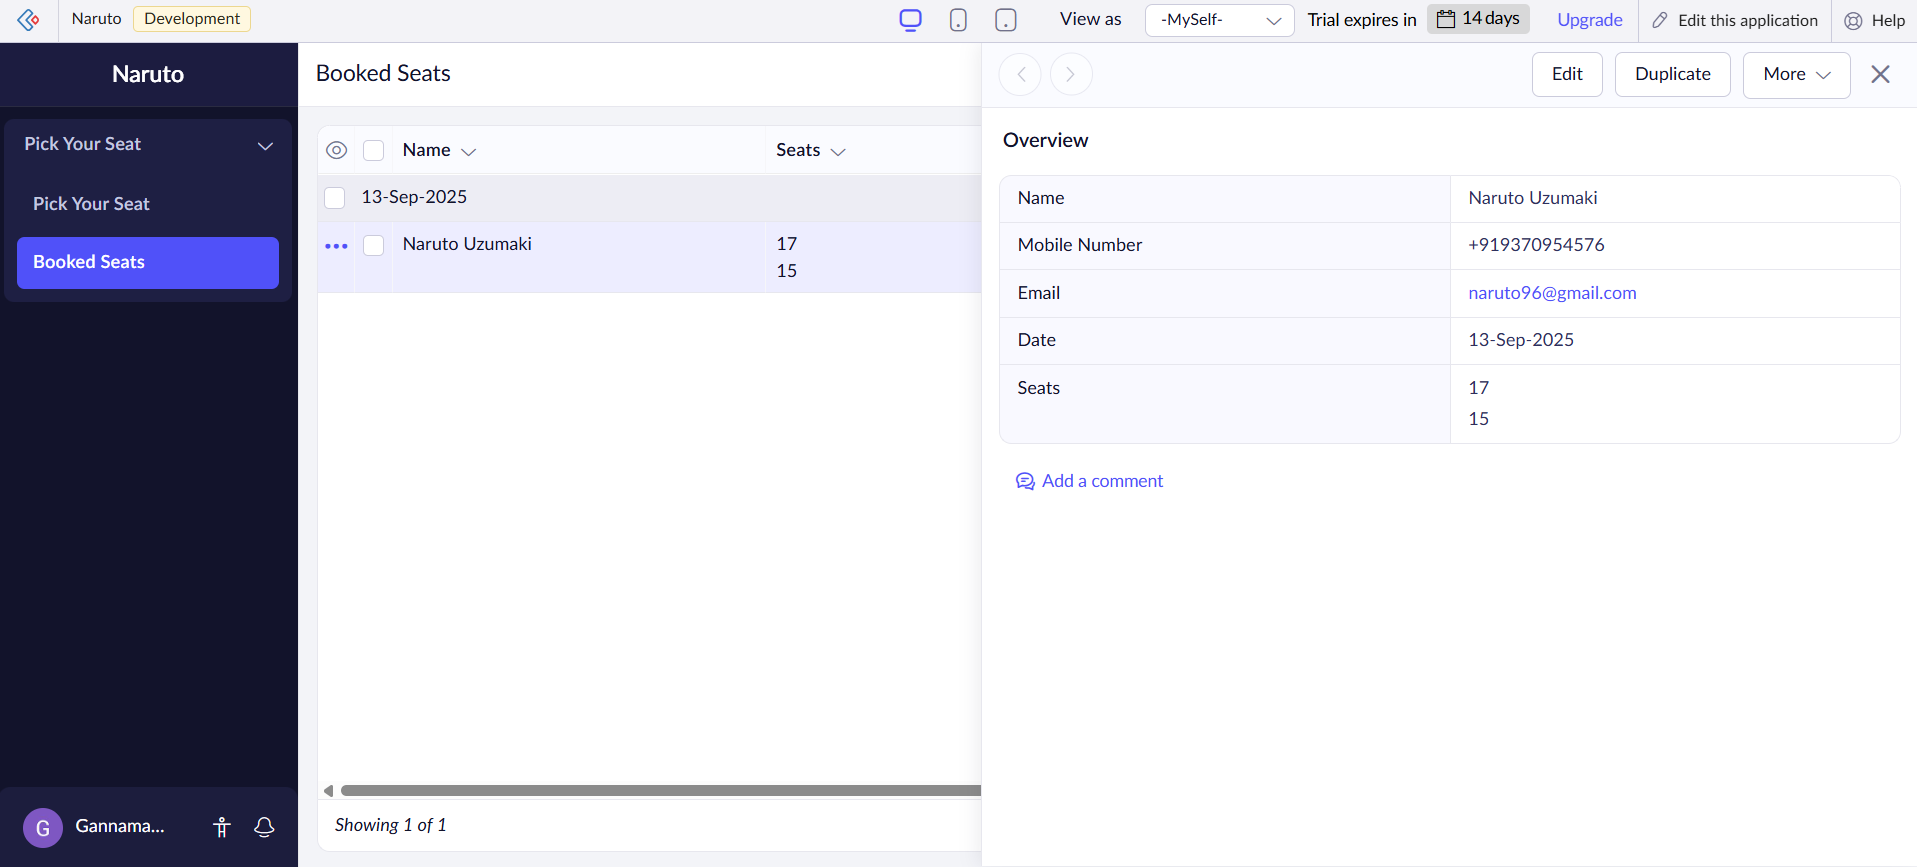 Naruto Development View as -MySelf- Trial expires in 14 days Upgrade Edit this application Help
Naruto
Pick Your Seat
Pick Your Seat
Booked Seats
G Gannama...
Booked Seats
Name Seats
13-Sep-2025
Naruto Uzumaki 17
15
Showing 1 of 1
Edit Duplicate More
Overview
Name Naruto Uzumaki
Mobile Number +919370954576
Email naruto96@gmail.com
Date 13-Sep-2025
Seats 17
15
Add a comment